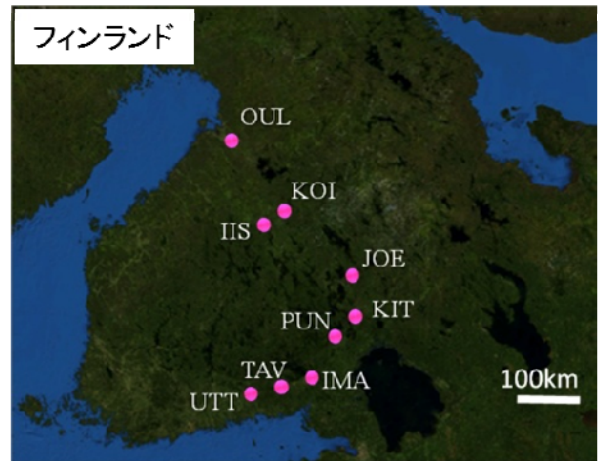 フィンランド
OUL
KOI
IIS
JOE
KIT
PUN
TAV
IMA
UTT
100km